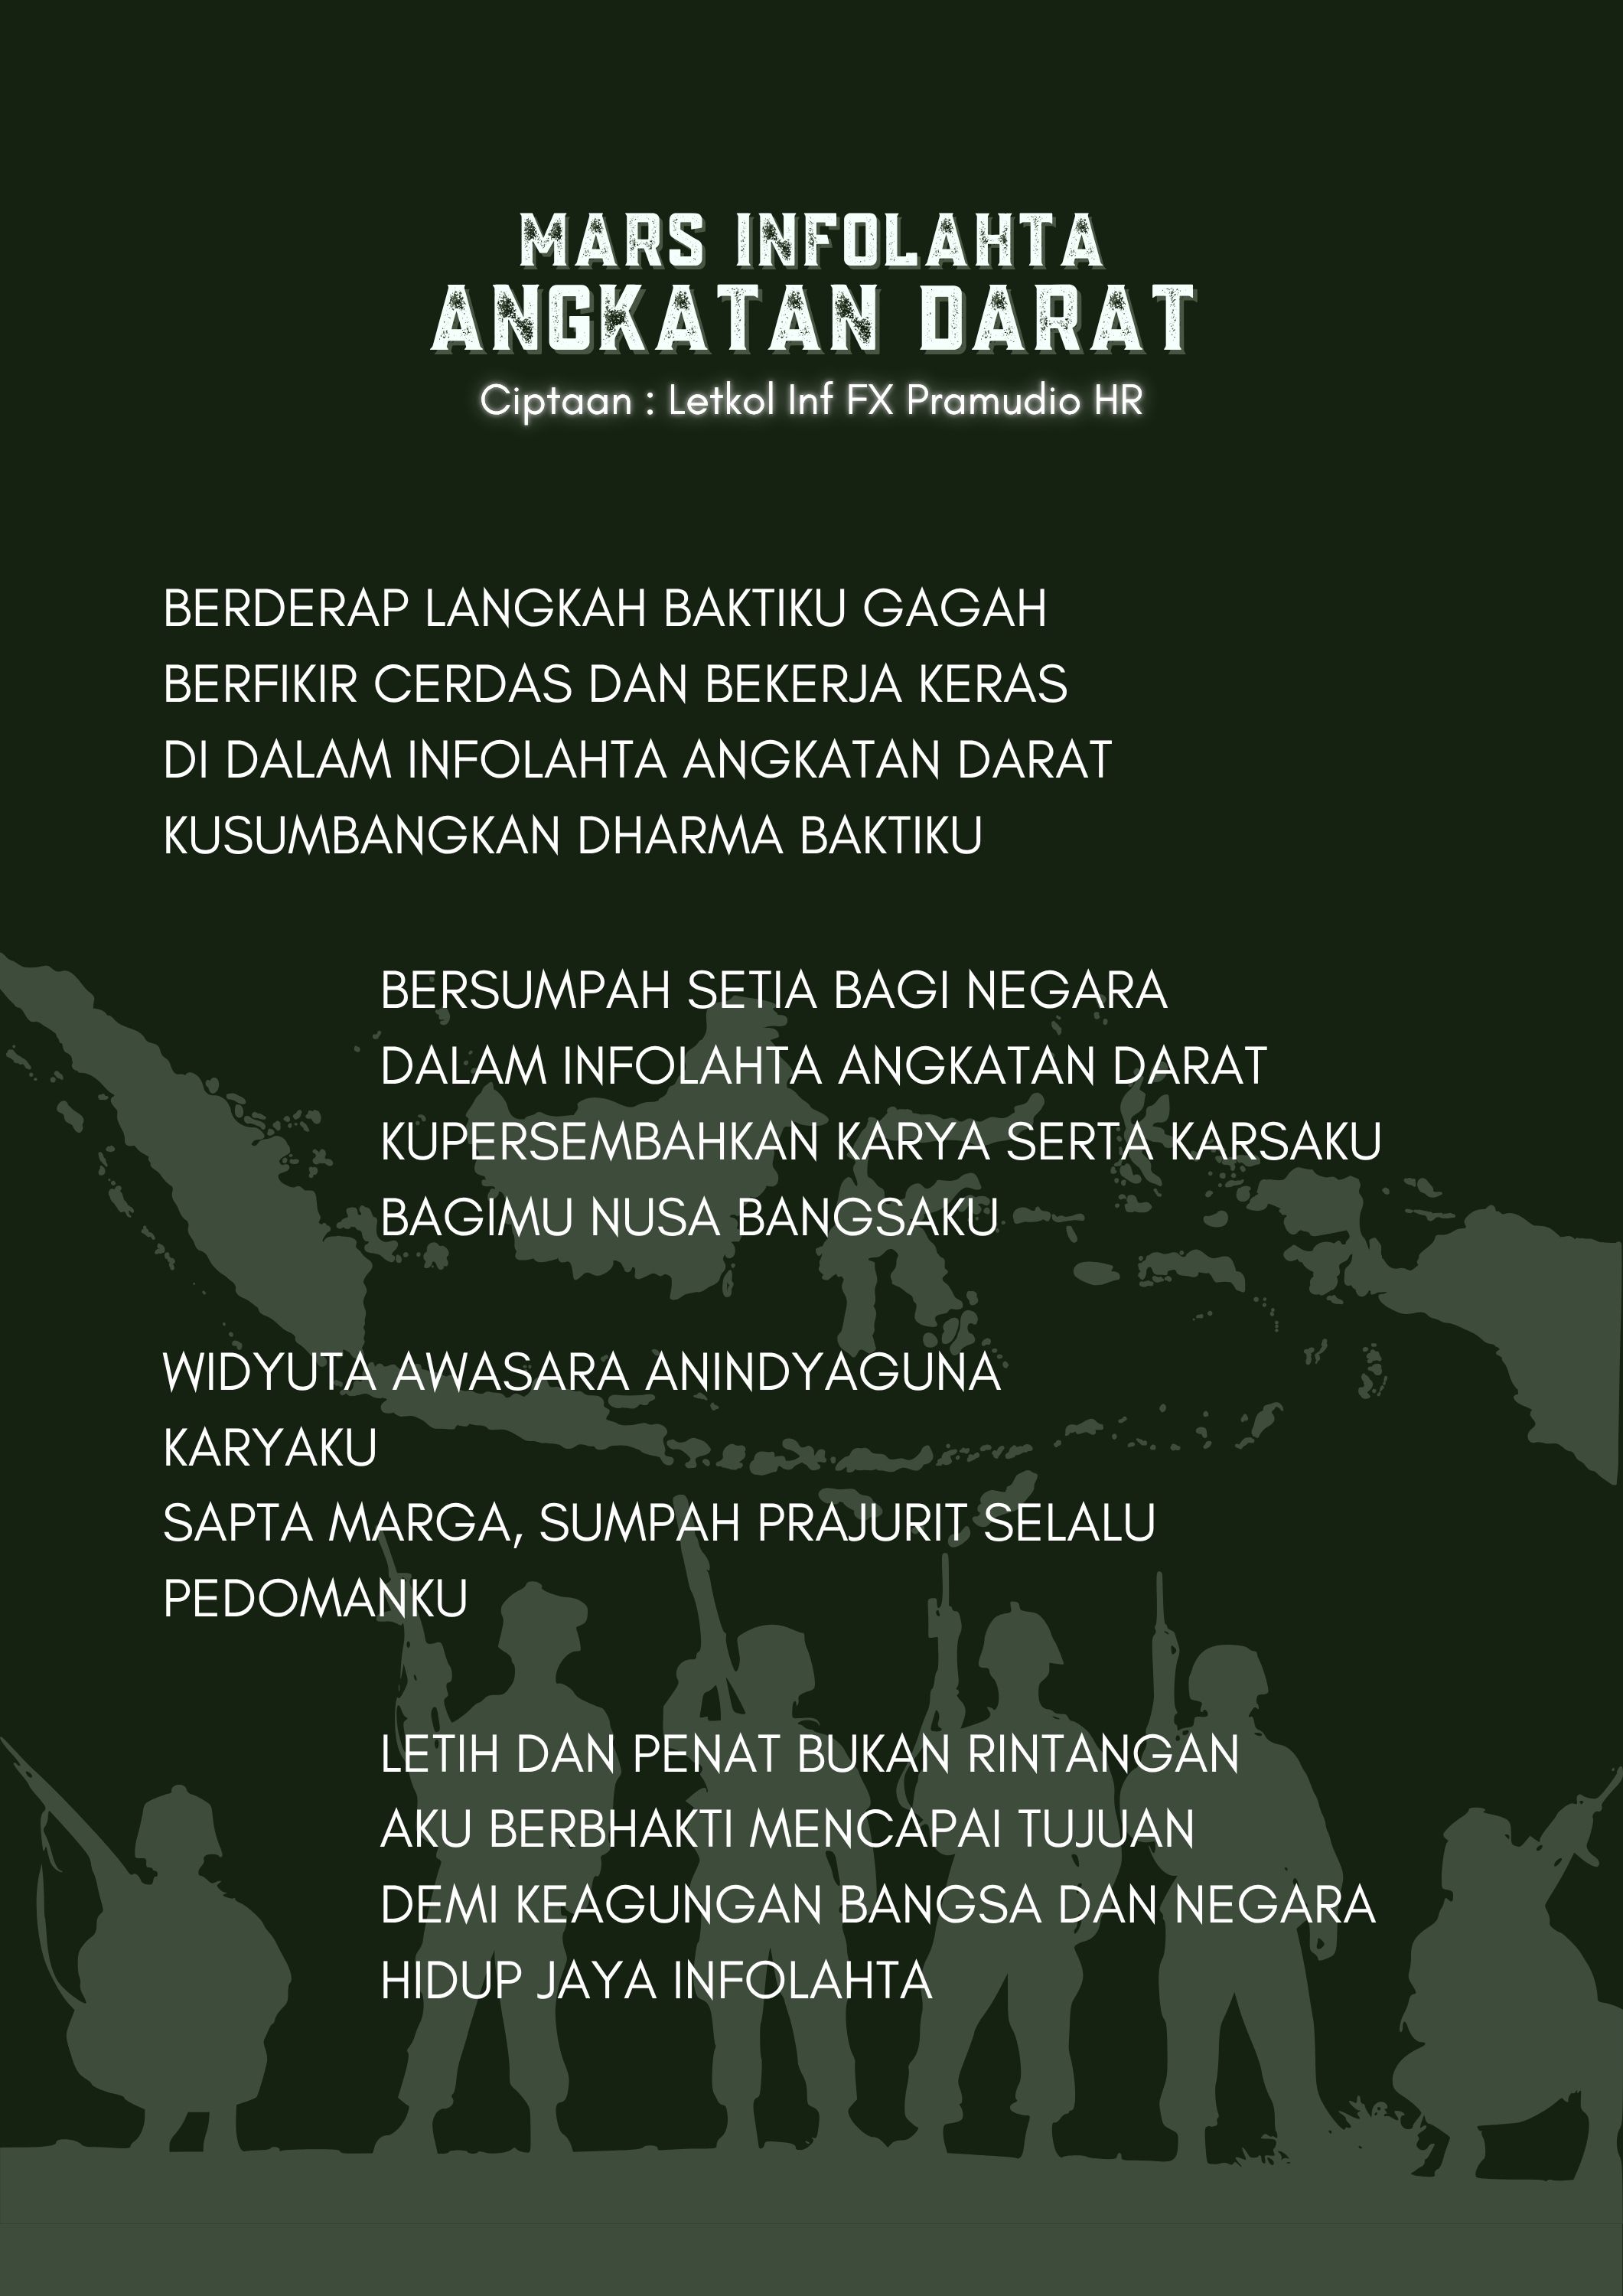 MARS INFOLAHTA
ANGKATAN DARAT
Ciptaan : Letkol Inf FX Pramudio HR
BERDERAP LANGKAH BAKTIKU GAGAH
BERFIKIR CERDAS DAN BEKERJA KERAS
DI DALAM INFOLAHTA ANGKATAN DARAT
KUSUMBANGKAN DHARMA BAKTIKU
BERSUMPAH SETIA BAGI NEGARA
DALAM INFOLAHTA ANGKATAN DARAT
KUPERSEMBAHKAN KARYA SERTA KARSAKU
BAGIMU NUSA BANGSAKU
WIDYUTA AWASARA ANINDYAGUNA
KARYAKU
SAPTA MARGA, SUMPAH PRAJURIT SELALU
PEDOMANKU
LETIH DAN PENAT BUKAN RINTANGAN
AKU BERBHAKTI MENCAPAI TUJUAN
DEMI KEAGUNGAN BANGSA DAN NEGARA
HIDUP JAYA INFOLAHTA